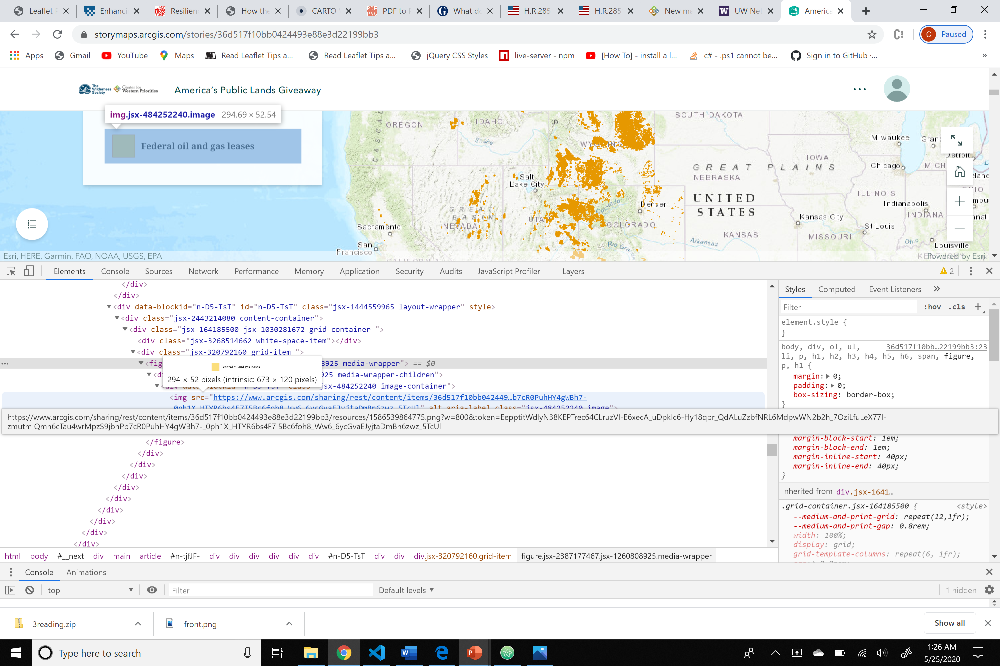 Leaflet
Enhanci
Resilien
How the
CARTO
PDF to
What do
H.R.285
H.R.285
New ma
UW Net
America
storymaps.arcgis.com/stories/36d517f10bb0424493e88e3d22199bb3
Paused
Apps
Gmail
YouTube
Maps
Read Leaflet Tips a...
Read Leaflet Tips a...
jQuery CSS Styles
live-server - npm
[How To] - install a l...
c# - .ps1 cannot be...
Sign in to GitHub ·...
The Wilderness Society
Center for Western Priorities
America’s Public Lands Giveaway
img.jsx-484252240.image 294.69 × 52.54
Federal oil and gas leases
OREGON
IDAHO
Snake
WYOMING
SOUTH DAKOTA
Milwaukee
Detroit
Chicago
IOWA
GREAT PLAINS
NEBRASKA
Salt
Lake City
UNITED
STATES
ILLINOIS
Indianapolis
INDIANA
Denver
Colorado
GREAT
BASIN
NEVADA
UTAH
COLORADO
Sacramento
San
Francisco
CALIFORNIA
Kansas City
St Louis
KANSAS
MISSOURI
Arkansas
Rio Grande
Ohio
Louisville
Esri, HERE, Garmin, FAO, NOAA, USGS, EPA
Powered by Esri
Elements Console Sources Network Performance Memory Application Security Audits JavaScript Profiler Layers 2
</div>
</div>
<div data-blockid="n-D5-TsT" id="n-D5-TsT" class="jsx-1444559965 layout-wrapper" style>
<div class="jsx-2443214080 content-container">
<div class="jsx-164185500 jsx-1030281672 grid-container ">
<div class="jsx-3268514662 white-space-item"></div>
<div class="jsx-320792160 grid-item ">
<fig 8925 media-wrapper"> == $0
Federal oil and gas leases
294 × 52 pixels (intrinsic: 673 × 120 pixels)
<di 925 media-wrapper-children">
jsx-484252240 image-container">
<img src="https://www.arcgis.com/sharing/rest/content/items/36d517f10bb042449…b7cR0PuhHY4gWBh7-
https://www.arcgis.com/sharing/rest/content/items/36d517f10bb0424493e88e3d22199bb3/resources/1586539864775.png?w=800&token=EepptitWdlyN38KEPTrec64CLruzVI-E6xecA_uDpkIc6-Hy18qbr_QdALuZzbfNRL6MdpwWN2b2h_7OziLfuLeX77I-
zmutmIQmh6cTau4wrMpzS9jbnPb7cR0PuhHY4gWBh7-_0ph1X_HTYR6bs4F7I5Bc6foh8_Ww6_6ycGvaEJyjtaDmBn6zwz_5TcUl
</figure>
</div>
</div>
</div>
</div>
</div>
</div>
</div>
</div>
</div>
Styles Computed Event Listeners
Filter :hov .cls
element.style {
}
body, div, ol, ul, 36d517f10bb…22199bb3:23
li, p, h1, h2, h3, h4, h5, h6, span, figure,
p, h1 {
margin: 0;
padding: 0;
box-sizing: border-box;
}
margin-block-start: 1em;
margin-block-end: 1em;
margin-inline-start: 40px;
margin-inline-end: 40px;
}
Inherited from div.jsx-1641…
.grid-container.jsx-164185500 { <style>
--medium-and-print-grid: repeat(12,1fr);
--medium-and-print-gap: 0.8rem;
width: 100%;
display: grid;
grid-template-columns: repeat(6, 1fr);
html body #__next div main article #n-tjfJF- div div div div div div #n-D5-TsT div div div.jsx-320792160.grid-item figure.jsx-2387177467.jsx-1260808925.media-wrapper
Console Animations
top Filter Default levels 1 hidden
3reading.zip
front.png
Show all
Type here to search
1:26 AM
5/25/2020